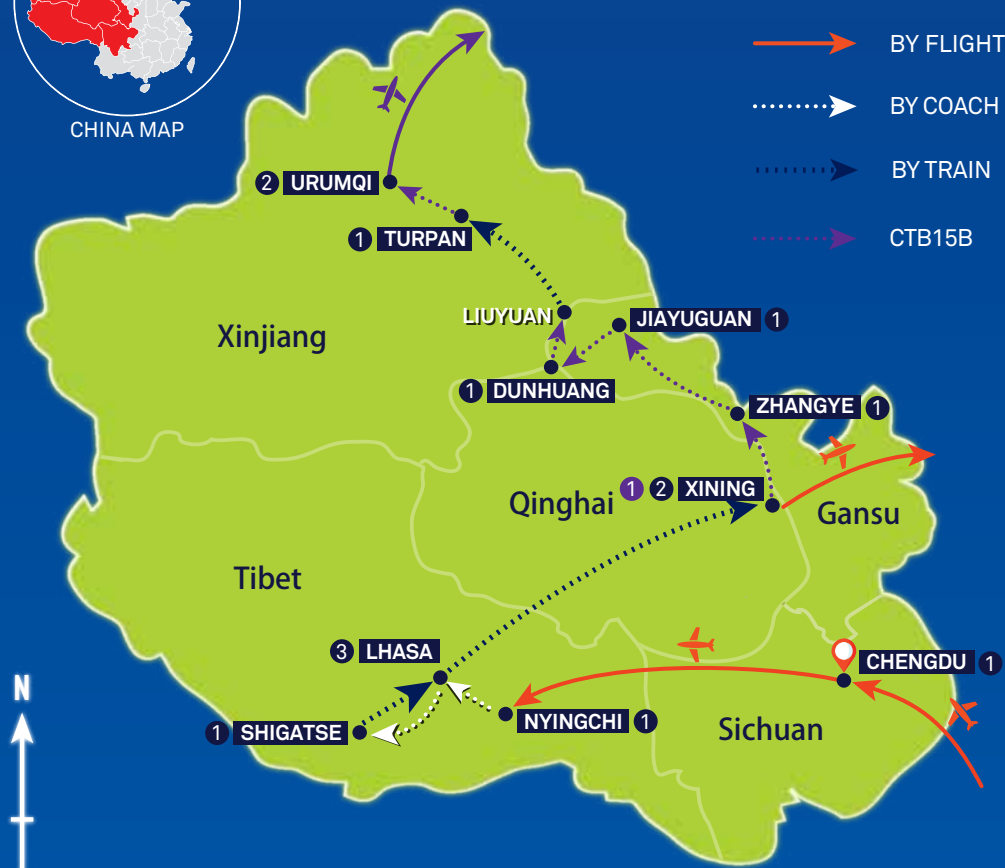 CHINA MAP
BY FLIGHT
BY COACH
BY TRAIN
CTB15B
2 URUMQI
1 TURPAN
LIUYUAN
JIAYUGUAN 1
Xinjiang
1 DUNHUANG
ZHANGYE 1
Qinghai
1 2 XINING
Gansu
Tibet
3 LHASA
CHENGDU 1
N
1 SHIGATSE
NYINGCHI 1
Sichuan